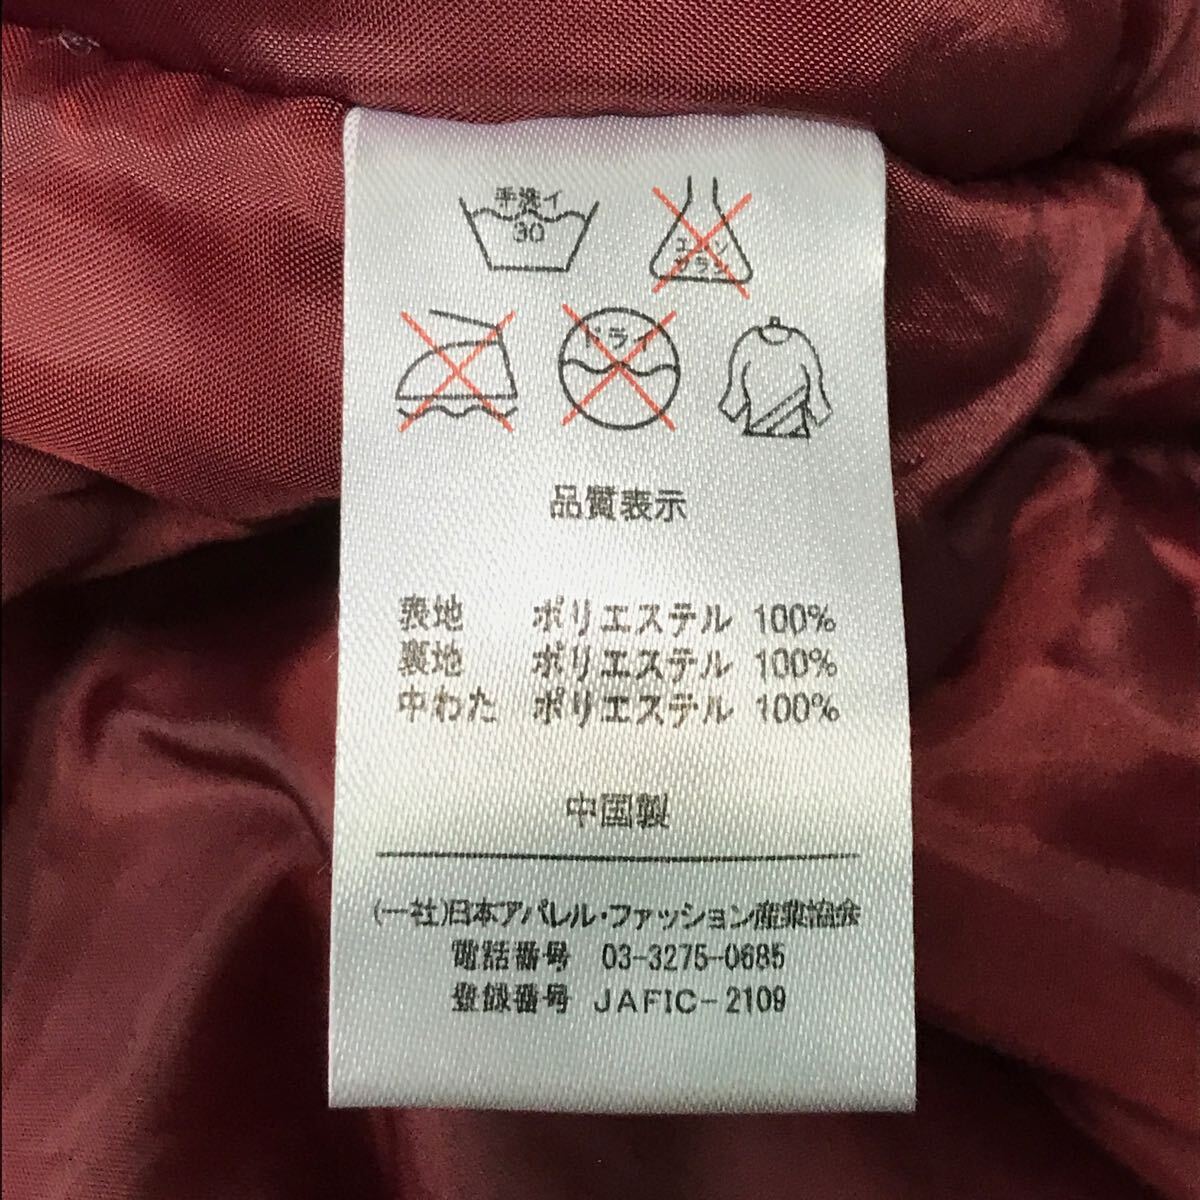 手洗イ
30
エンソ
サラシ
ドライ
品質表示
表地 ポリエステル 100%
裏地 ポリエステル 100%
中わた ポリエステル 100%
中国製
(一社)日本アパレル・ファッション産業協会
電話番号 03-3275-0685
登録番号 JAFIC-2109